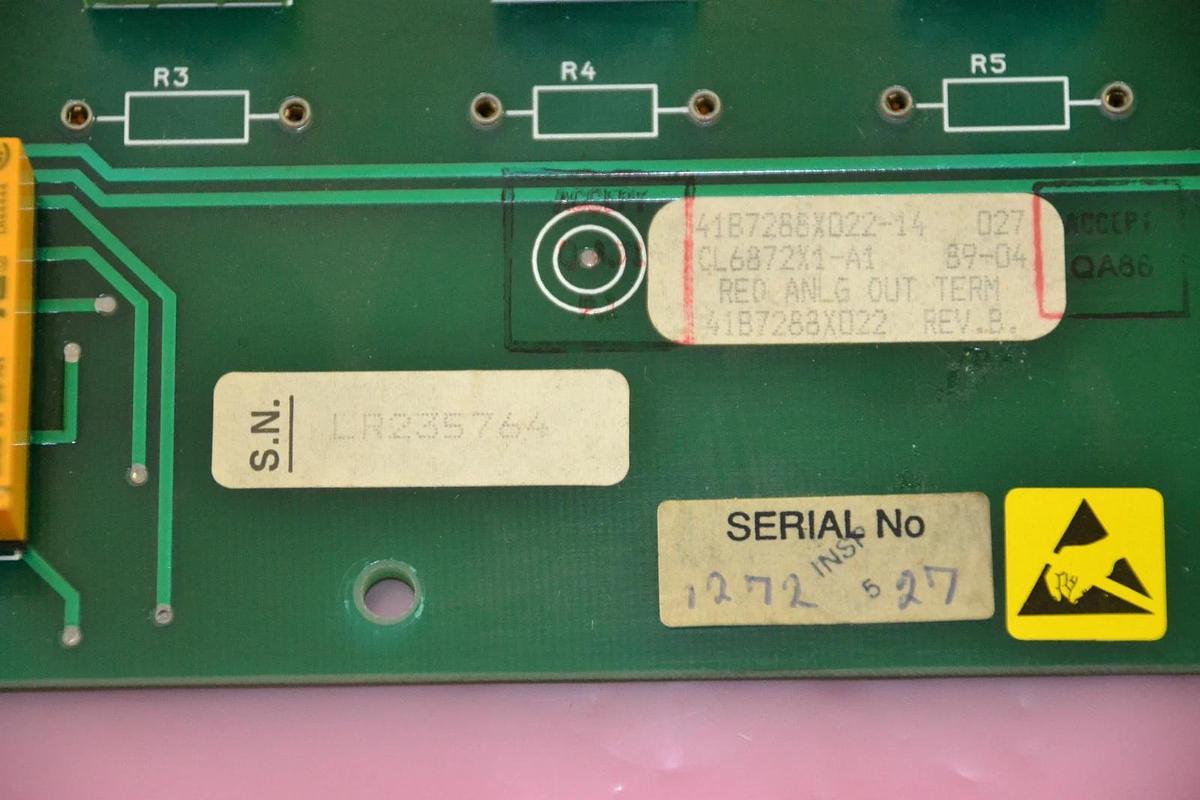 R3
R4
R5
41B7288X022-14 027
CL6872X1-A1 89-04
RED ANLG OUT TERM
41B7288X022 REV.B.
ACCEPT
QA86
S.N.
LR235764
SERIAL No
INSP
5
1272 27